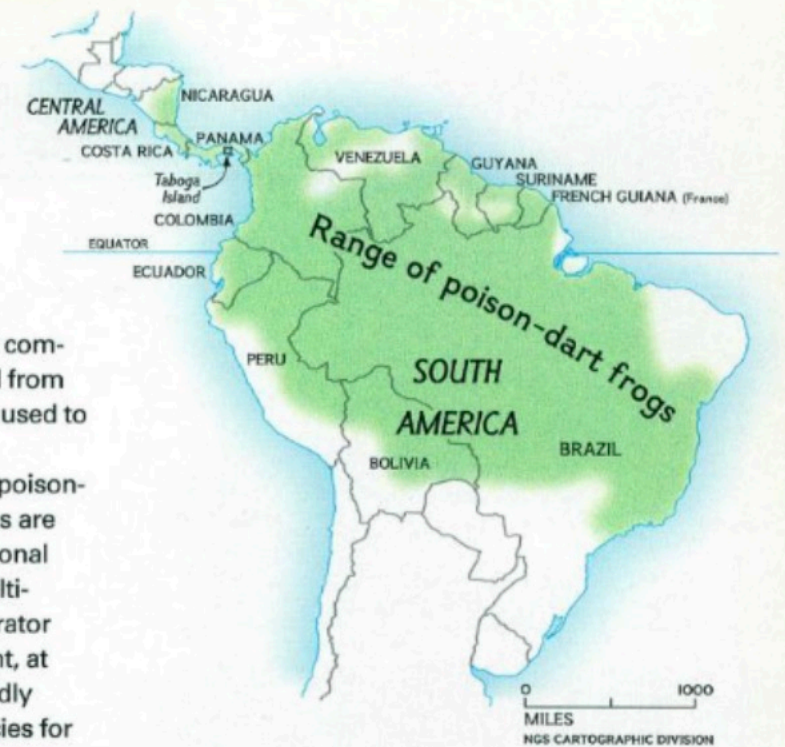 NICARAGUA
CENTRAL
AMERICA
PANAMA
COSTA RICA
VENEZUELA
GUYANA
Taboga
Island
SURINAME
FRENCH GUIANA (France)
COLOMBIA
Range of poison-dart frogs
EQUATOR
ECUADOR
PERU
SOUTH
AMERICA
BRAZIL
BOLIVIA
0 1000
MILES
NGS CARTOGRAPHIC DIVISION
com-
from
used to
poison-
s are
onal
lti-
rator
nt, at
dly
cies for